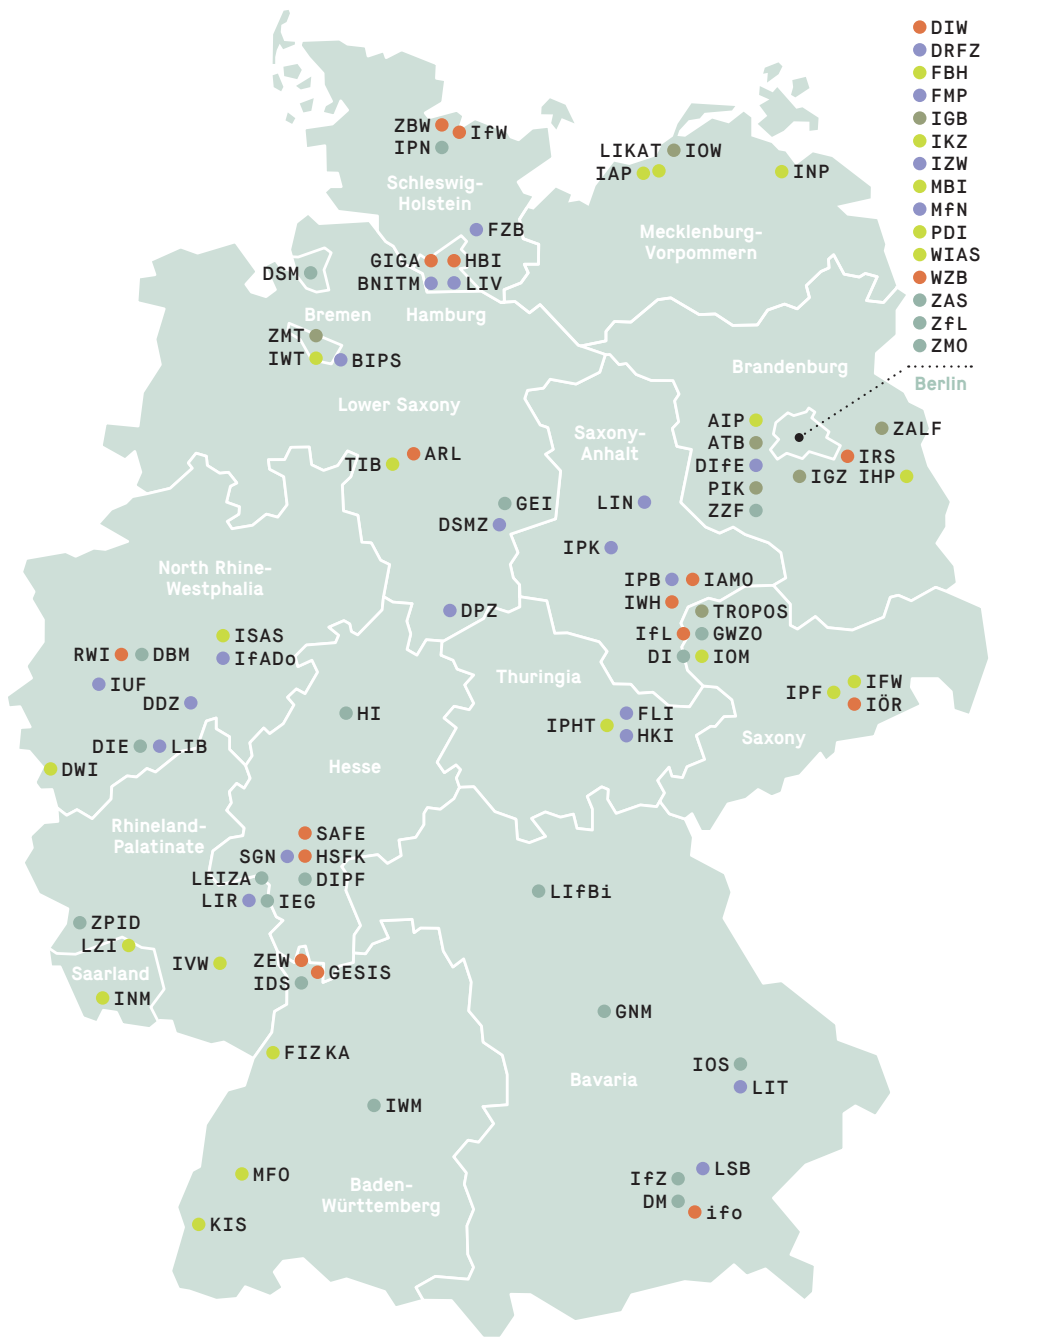 DIW
DRFZ
FBH
FMP
IGB
IKZ
IZW
MBI
MfN
PDI
WIAS
WZB
ZAS
ZfL
ZMO
Berlin
ZBW
IfW
IPN
Schleswig-
Holstein
LIKAT
IOW
IAP
INP
FZB
Mecklenburg-
Vorpommern
GIGA
HBI
DSM
BNITM
LIV
Bremen
Hamburg
ZMT
IWT
BIPS
Brandenburg
Lower Saxony
AIP
ZALF
Saxony-
Anhalt
ATB
ARL
TIB
DIfE
IRS
IGZ
IHP
PIK
ZZF
GEI
LIN
DSMZ
IPK
North Rhine-
Westphalia
IPB
IAMO
IWH
DPZ
TROPOS
ISAS
IfL
GWZO
RWI
DBM
IfADo
DI
IOM
IUF
DDZ
Thuringia
IFW
IPF
IÖR
HI
FLI
IPHT
HKI
Saxony
DIE
LIB
DWI
Hesse
Rhineland-
Palatinate
SAFE
SGN
HSFK
LEIZA
DIPF
LIR
IEG
LIfBi
ZPID
LZI
IVW
ZEW
GESIS
IDS
Saarland
INM
GNM
FIZ KA
IOS
LIT
Bavaria
IWM
MFO
LSB
IfZ
DM
ifo
Baden-
Württemberg
KIS